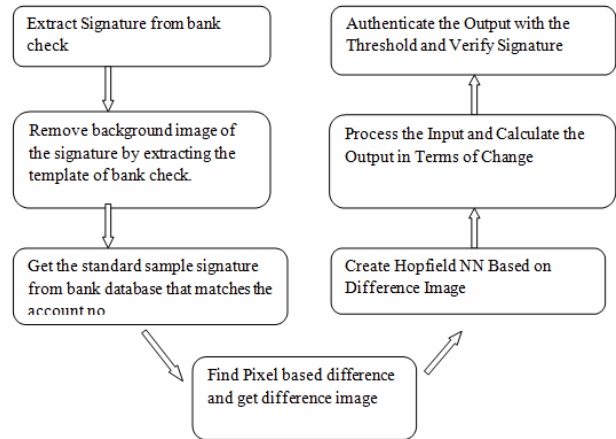 Extract Signature from bank
check
Remove background image of
the signature by extracting the
template of bank check.
Get the standard sample signature
from bank database that matches the
account no
Find Pixel based difference
and get difference image
Create Hopfield NN Based on
Difference Image
Process the Input and Calculate the
Output in Terms of Change
Authenticate the Output with the
Threshold and Verify Signature